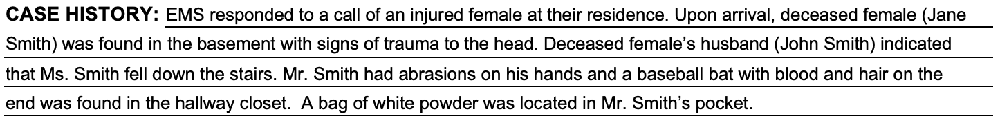 CASE HISTORY: EMS responded to a call of an injured female at their residence. Upon arrival, deceased female (Jane
Smith) was found in the basement with signs of trauma to the head. Deceased female’s husband (John Smith) indicated
that Ms. Smith fell down the stairs. Mr. Smith had abrasions on his hands and a baseball bat with blood and hair on the
end was found in the hallway closet.  A bag of white powder was located in Mr. Smith’s pocket.